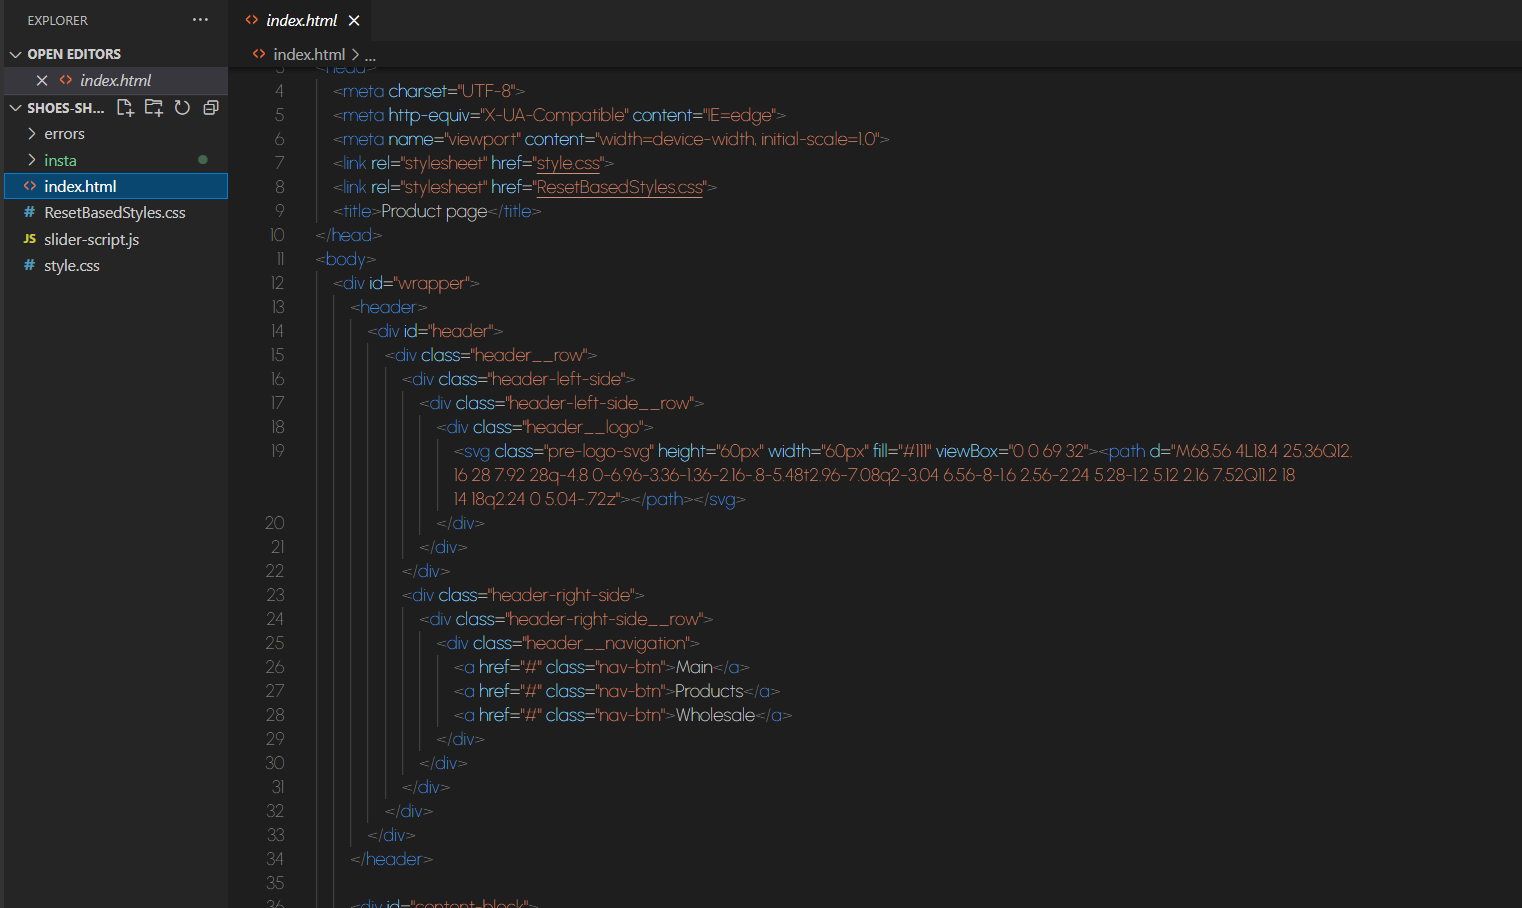 EXPLORER
index.html
OPEN EDITORS
index.html > ...
index.html
SHOES-SH...
errors
insta
index.html
ResetBasedStyles.css
JS slider-script.js
style.css
3 <head>
4 <meta charset="UTF-8">
5 <meta http-equiv="X-UA-Compatible" content="IE=edge">
6 <meta name="viewport" content="width=device-width, initial-scale=1.0">
7 <link rel="stylesheet" href="style.css">
8 <link rel="stylesheet" href="ResetBasedStyles.css">
9 <title>Product page</title>
10 </head>
11 <body>
12 <div id="wrapper">
13 <header>
14 <div id="header">
15 <div class="header__row">
16 <div class="header-left-side">
17 <div class="header-left-side__row">
18 <div class="header__logo">
19 <svg class="pre-logo-svg" height="60px" width="60px" fill="#111" viewBox="0 0 69 32"><path d="M68.56 4L18.4 25.36Q12.
16 28 7.92 28q-4.8 0-6.96-3.36-1.36-2.16-.8-5.48t2.96-7.08q2-3.04 6.56-8-1.6 2.56-2.24 5.28-1.2 5.12 2.16 7.52Q11.2 18
14 18q2.24 0 5.04-.72z"></path></svg>
20 </div>
21 </div>
22 </div>
23 <div class="header-right-side">
24 <div class="header-right-side__row">
25 <div class="header__navigation">
26 <a href="#" class="nav-btn">Main</a>
27 <a href="#" class="nav-btn">Products</a>
28 <a href="#" class="nav-btn">Wholesale</a>
29 </div>
30 </div>
31 </div>
32 </div>
33 </div>
34 </header>
35
36 <div id="content-block">